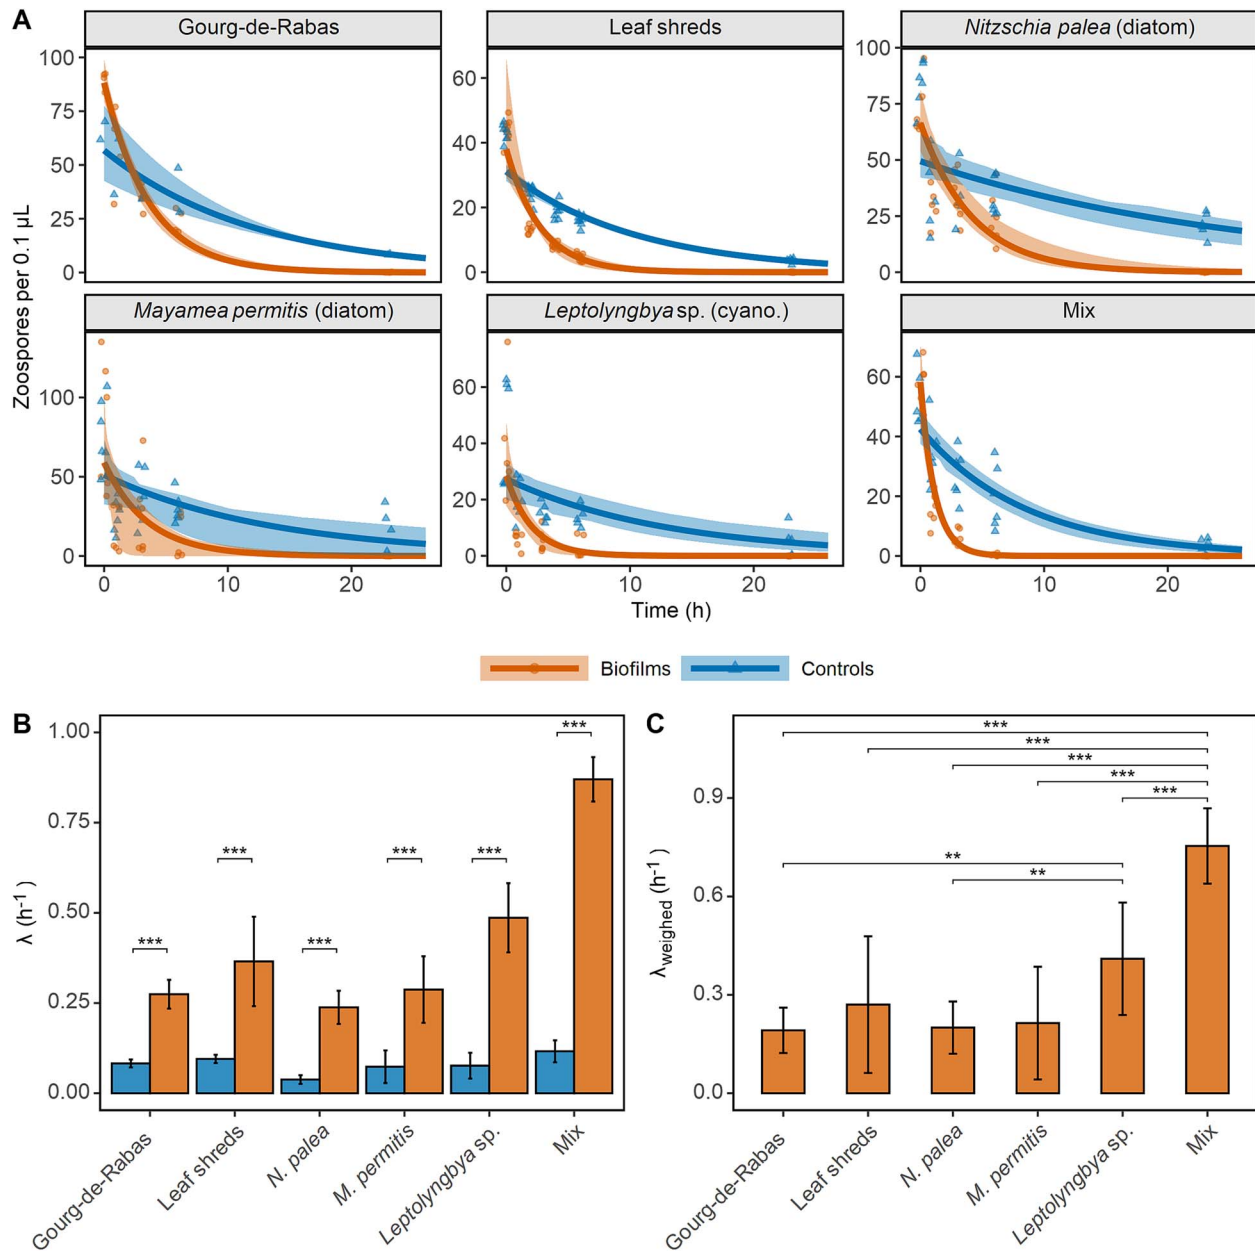 A
Gourg-de-Rabas
Leaf shreds
Nitzschia palea (diatom)
100
75
50
25
0
60
40
20
0
100
75
50
25
0
Zoospores per 0.1 µL
Mayamea permitis (diatom)
Leptolyngbya sp. (cyano.)
Mix
100
50
0
60
40
20
0
60
40
20
0
0 10 20
0 10 20
0 10 20
Time (h)
Biofilms
Controls
B
1.00
0.75
0.50
0.25
0.00
λ (h⁻¹)
***
***
***
***
***
***
Gourg-de-Rabas
Leaf shreds
N. palea
M. permitis
Leptolyngbya sp.
Mix
C
0.9
0.6
0.3
0.0
λweighed (h⁻¹)
***
***
***
***
***
**
**
Gourg-de-Rabas
Leaf shreds
N. palea
M. permitis
Leptolyngbya sp.
Mix